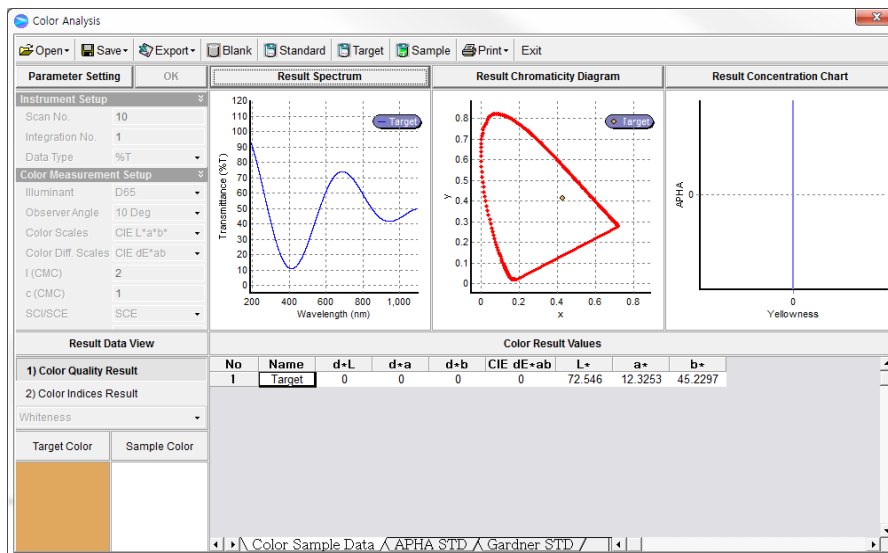 Color Analysis
Open Save Export Blank Standard Target Sample Print Exit
Parameter Setting OK
Instrument Setup
Scan No. 10
Integration No. 1
Data Type %T
Color Measurement Setup
Illuminant D65
Observer Angle 10 Deg
Color Scales CIE L*a*b*
Color Diff. Scales CIE dE*ab
l (CMC) 2
c (CMC) 1
SCI/SCE SCE
Result Spectrum
Target
Transmittance (%T)
120
110
100
90
80
70
60
50
40
30
20
10
0
200 400 600 800 1,000
Wavelength (nm)
Result Chromaticity Diagram
Target
y
0.8
0.7
0.6
0.5
0.4
0.3
0.2
0.1
0
0 0.2 0.4 0.6 0.8
x
Result Concentration Chart
APHA
0
0
Yellowness
Result Data View
1) Color Quality Result
2) Color Indices Result
Whiteness
Target Color Sample Color
Color Result Values
No Name d*L d*a d*b CIE dE*ab L* a* b*
1 Target 0 0 0 0 72.546 12.3253 45.2297
Color Sample Data APHA STD Gardner STD